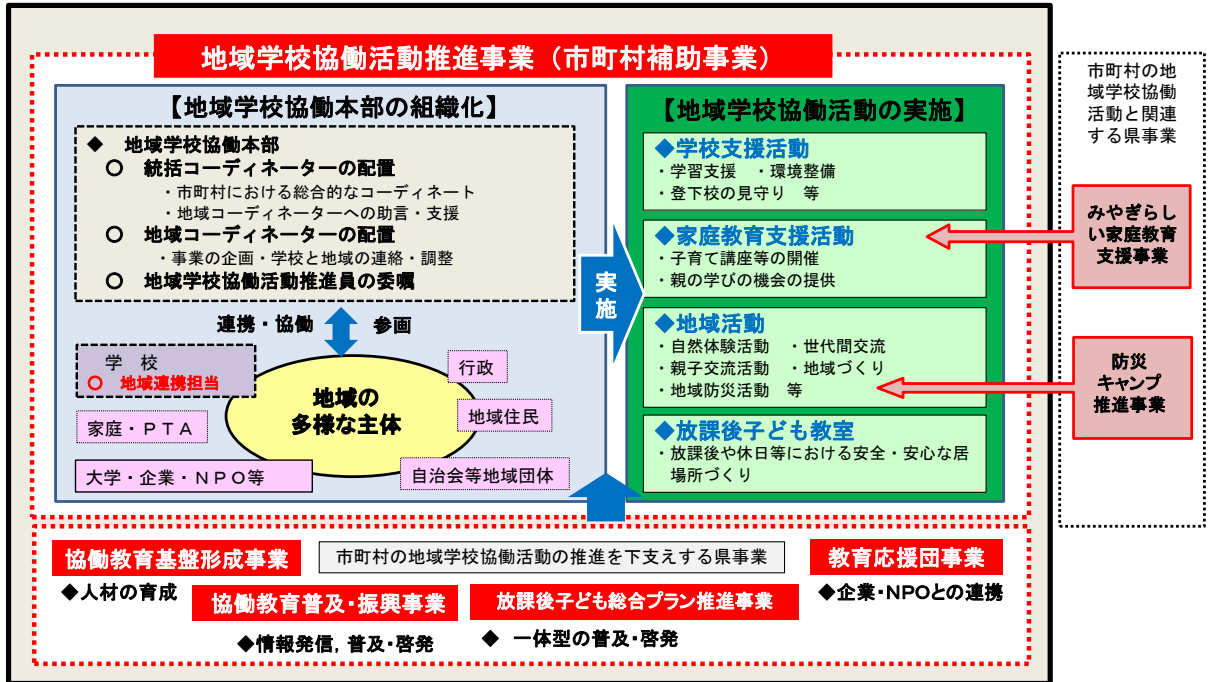 地域学校協働活動推進事業（市町村補助事業）
【地域学校協働本部の組織化】
◆ 地域学校協働本部
○ 統括コーディネーターの配置
・市町村における総合的なコーディネート
・地域コーディネーターへの助言・支援
○ 地域コーディネーターの配置
・事業の企画・学校と地域の連絡・調整
○ 地域学校協働活動推進員の委嘱
連携・協働 参画
学 校
○ 地域連携担当
家庭・ＰＴＡ
大学・企業・ＮＰＯ等
地域の
多様な主体
行政
地域住民
自治会等地域団体
実
施
【地域学校協働活動の実施】
◆学校支援活動
・学習支援 ・環境整備
・登下校の見守り 等
◆家庭教育支援活動
・子育て講座等の開催
・親の学びの機会の提供
◆地域活動
・自然体験活動 ・世代間交流
・親子交流活動 ・地域づくり
・地域防災活動 等
◆放課後子ども教室
・放課後や休日等における安全・安心な居
場所づくり
市町村の地
域学校協働
活動と関連
する県事業
みやぎらし
い家庭教育
支援事業
防災
キャンプ
推進事業
協働教育基盤形成事業
◆人材の育成
市町村の地域学校協働活動の推進を下支えする県事業
教育応援団事業
◆企業・NPOとの連携
協働教育普及・振興事業
◆情報発信，普及・啓発
放課後子ども総合プラン推進事業
◆ 一体型の普及・啓発